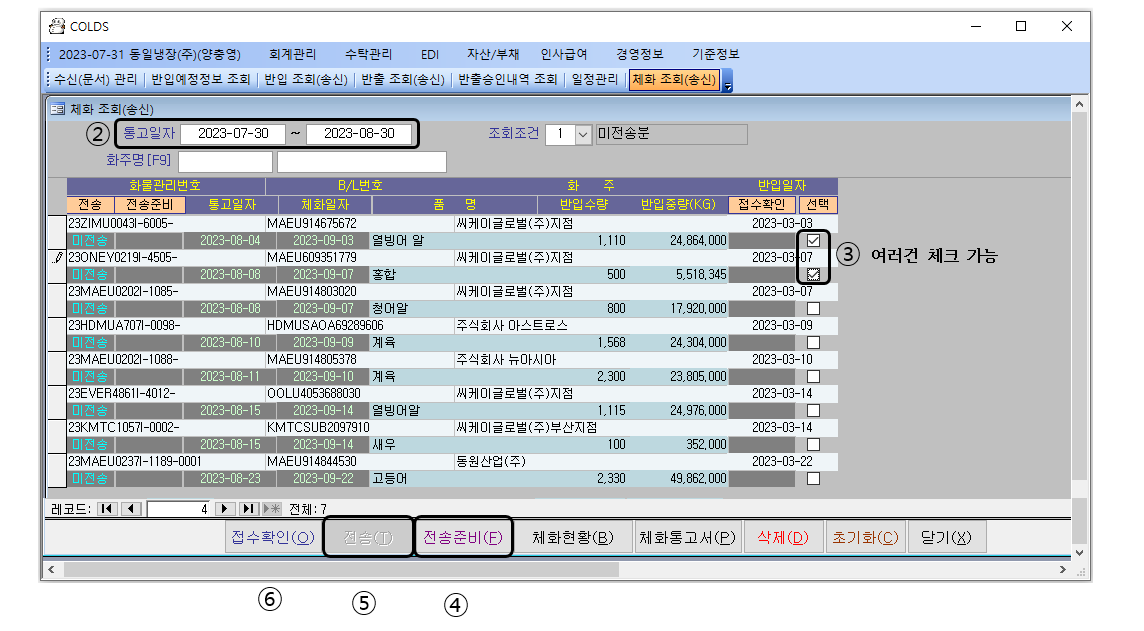 COLDS
2023-07-31 동일냉장(주)(양충영) 회계관리 수탁관리 EDI 자산/부채 인사급여 경영정보 기준정보
수신(문서) 관리 반입예정정보 조회 반입 조회(송신) 반출 조회(송신) 반출승인내역 조회 일정관리 체화 조회(송신)
체화 조회(송신)
② 통고일자 2023-07-30 ~ 2023-08-30 조회조건 1 미전송분
화주명[F9]
화물관리번호 B/L번호 화 주 반입일자
전송 전송준비 통고일자 체화일자 품 명 반입수량 반입중량(KG) 접수확인 선택
23ZIMU0043I-6005- MAEU914675672 씨케이글로벌(주)지점 2023-03-03
미전송 2023-08-04 2023-09-03 열빙어 알 1,110 24,864,000
23ONEY0219I-4505- MAEU609351779 씨케이글로벌(주)지점 2023-03-07
③ 여러건 체크 가능
미전송 2023-08-08 2023-09-07 홍합 500 5,518,345
23MAEU0202I-1085- MAEU914803020 씨케이글로벌(주)지점 2023-03-07
미전송 2023-08-08 2023-09-07 청어알 800 17,920,000
23HDMUA707I-0098- HDMUSAOA69289606 주식회사 아스트로스 2023-03-09
미전송 2023-08-10 2023-09-09 계육 1,568 24,304,000
23MAEU0202I-1088- MAEU914805378 주식회사 뉴아시아 2023-03-10
미전송 2023-08-11 2023-09-10 계육 2,300 23,805,000
23EVER4861I-4012- OOLU4053688030 씨케이글로벌(주)지점 2023-03-14
미전송 2023-08-15 2023-09-14 열빙어알 1,115 24,976,000
23KMTC1057I-0002- KMTCSUB2097910 씨케이글로벌(주)부산지점 2023-03-14
미전송 2023-08-15 2023-09-14 새우 100 352,000
23MAEU0237I-1189-0001 MAEU914844530 동원산업(주) 2023-03-22
미전송 2023-08-23 2023-09-22 고등어 2,330 49,862,000
레코드: 4 전체: 7
접수확인(O) 전송(T) 전송준비(F) 체화현황(B) 체화통고서(P) 삭제(D) 초기화(C) 닫기(X)
⑥ ⑤ ④